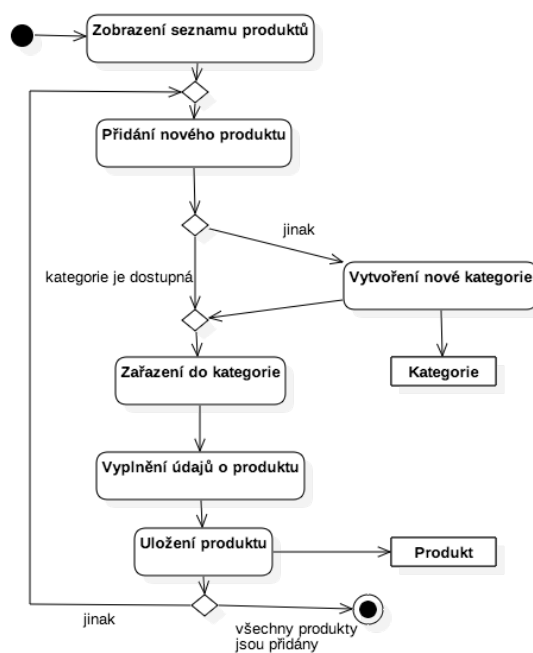 Zobrazení seznamu produktů
Přidání nového produktu
jinak
kategorie je dostupná
Vytvoření nové kategorie
Zařazení do kategorie
Kategorie
Vyplnění údajů o produktu
Uložení produktu
Produkt
jinak
všechny produkty
jsou přidány